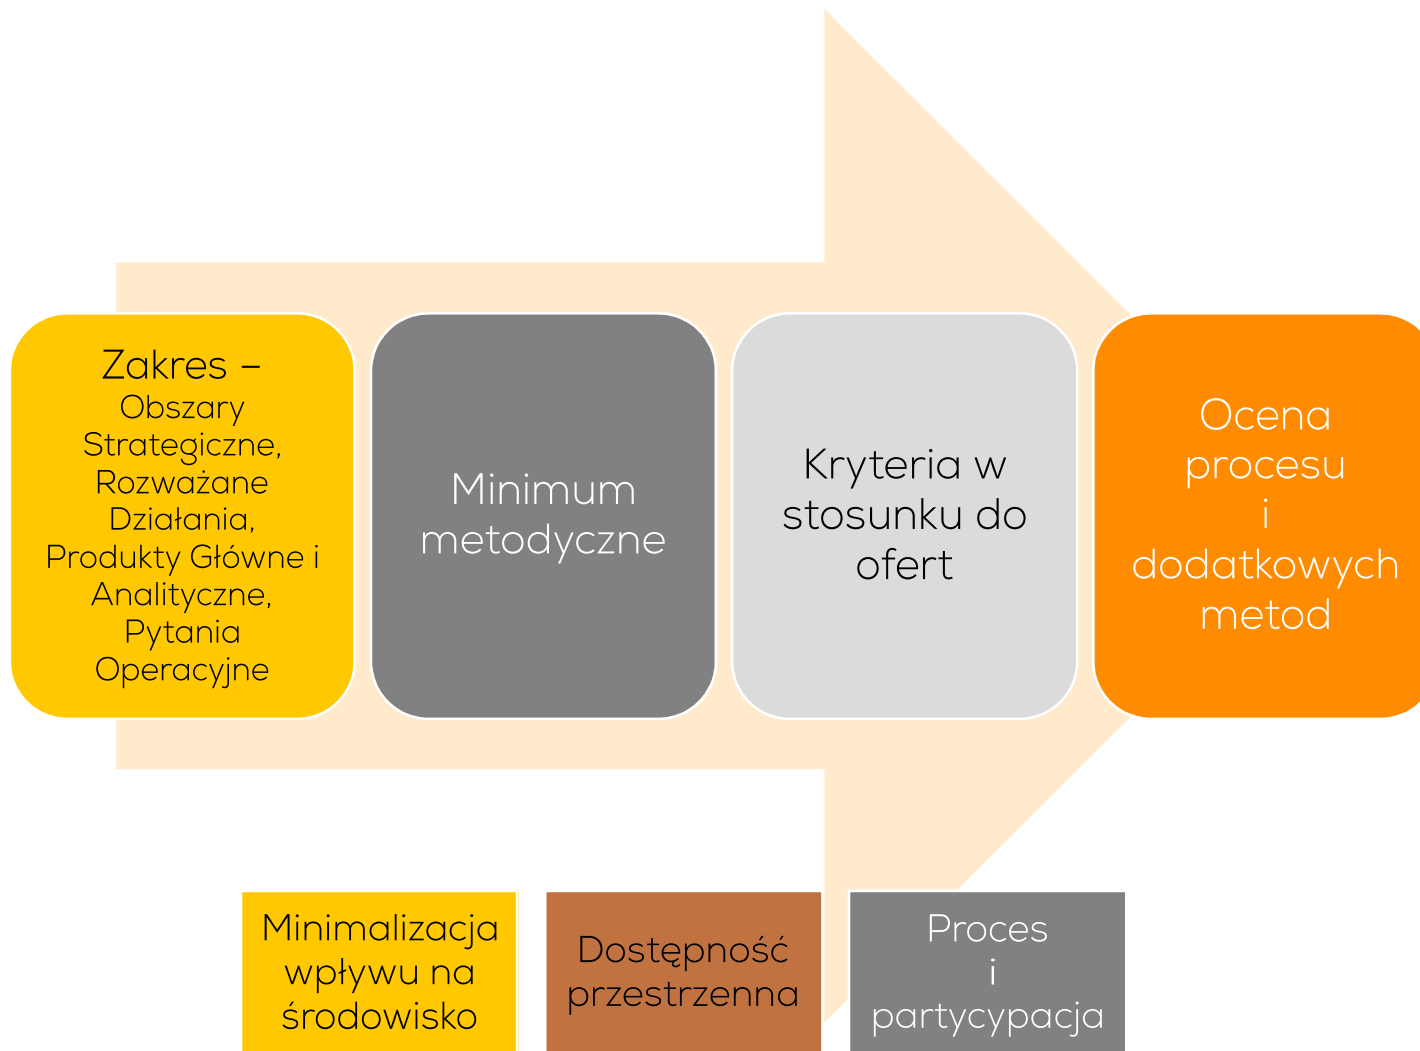 Zakres –
Obszary
Strategiczne,
Rozważane
Działania,
Produkty Główne i
Analityczne,
Pytania
Operacyjne
Minimum
metodyczne
Kryteria w
stosunku do
ofert
Ocena
procesu
i
dodatkowych
metod
Minimalizacja
wpływu na
środowisko
Dostępność
przestrzenna
Proces
i
partycypacja